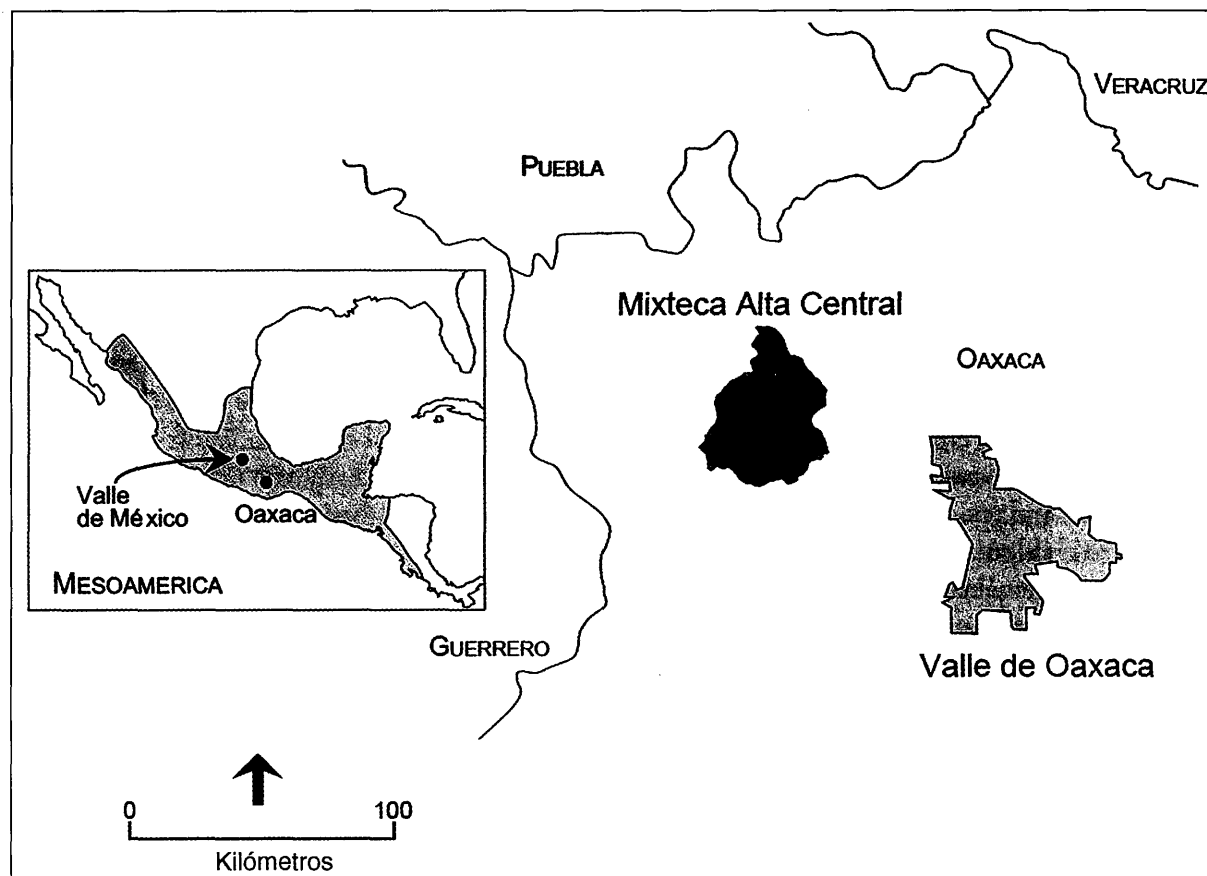 VERACRUZ
PUEBLA
Mixteca Alta Central
OAXACA
Valle
de México
Oaxaca
MESOAMERICA
GUERRERO
Valle de Oaxaca
0 100
Kilómetros